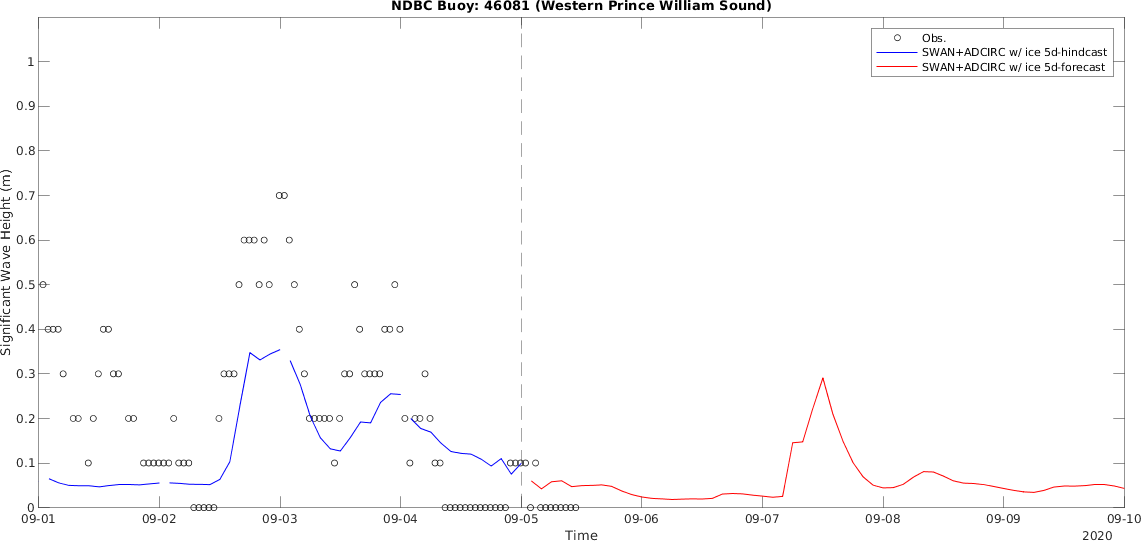 NDBC Buoy: 46081 (Western Prince William Sound)
Obs.
SWAN+ADCIRC w/ ice 5d-hindcast
SWAN+ADCIRC w/ ice 5d-forecast
Significant Wave Height (m)
1
0.9
0.8
0.7
0.6
0.5
0.4
0.3
0.2
0.1
0
09-01 09-02 09-03 09-04 09-05 09-06 09-07 09-08 09-09 09-10
Time
2020